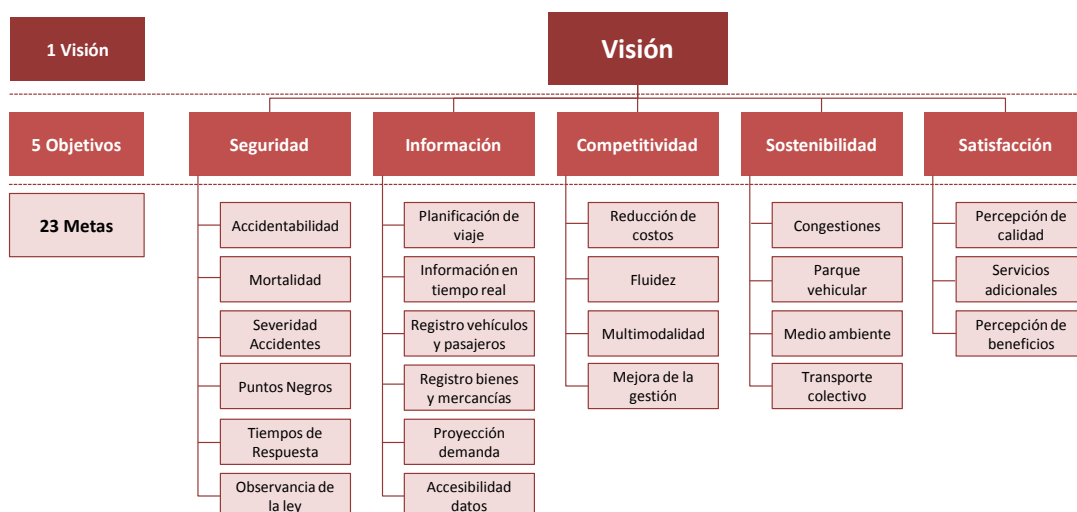 1 Visión
Visión
5 Objetivos
Seguridad
Información
Competitividad
Sostenibilidad
Satisfacción
23 Metas
Accidentabilidad
Mortalidad
Severidad
Accidentes
Puntos Negros
Tiempos de
Respuesta
Observancia de
la ley
Planificación de
viaje
Información en
tiempo real
Registro vehículos
y pasajeros
Registro bienes
y mercancías
Proyección
demanda
Accesibilidad
datos
Reducción de
costos
Fluidez
Multimodalidad
Mejora de la
gestión
Congestiones
Parque
vehicular
Medio ambiente
Transporte
colectivo
Percepción de
calidad
Servicios
adicionales
Percepción de
beneficios